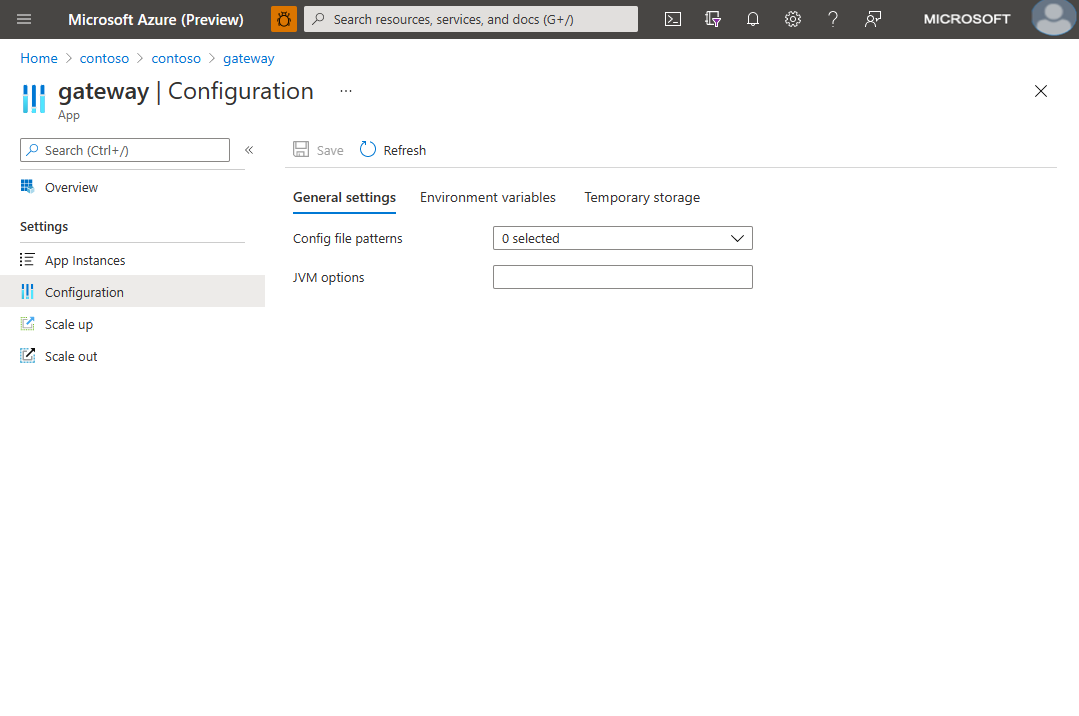 Microsoft Azure (Preview)
Search resources, services, and docs (G+/)
MICROSOFT
Home > contoso > contoso > gateway
gateway | Configuration ...
App
Search (Ctrl+/)
«
Save
Refresh
Overview
General settings
Environment variables
Temporary storage
Settings
Config file patterns
0 selected
App Instances
JVM options
Configuration
Scale up
Scale out